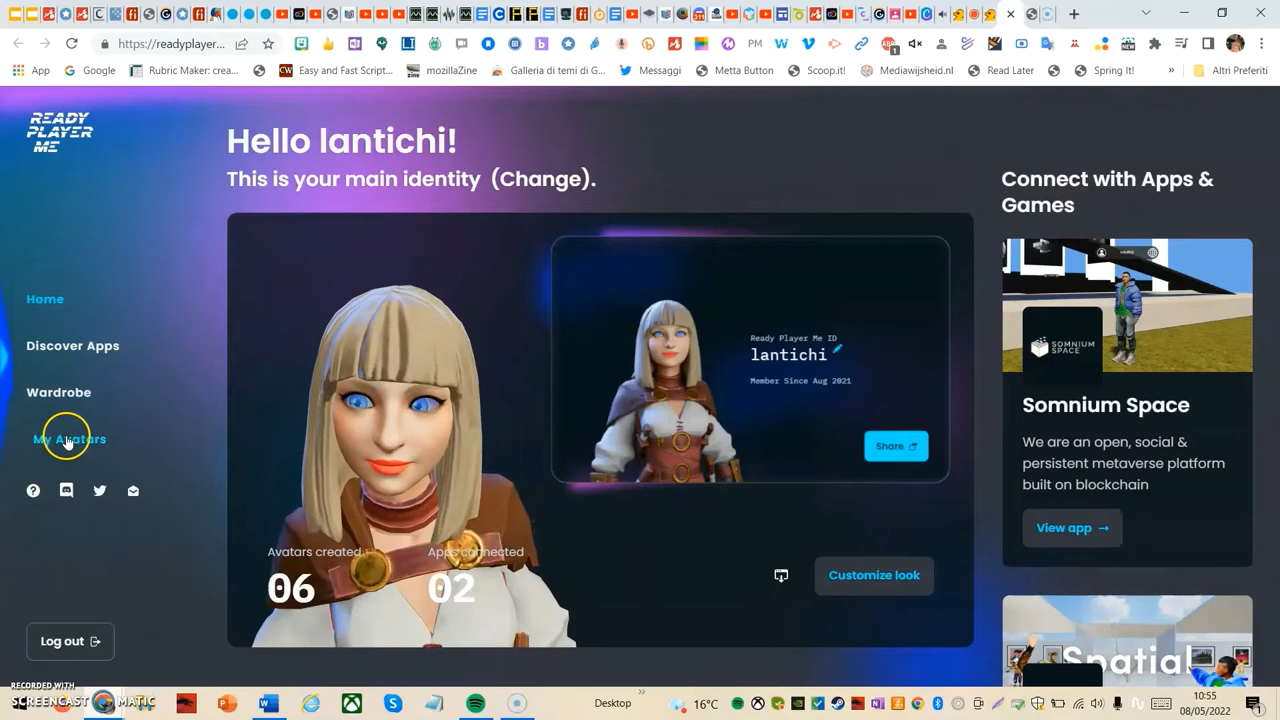 https://readyplayer...
PM
App
Google
Rubric Maker: crea...
Easy and Fast Script...
mozillaZine
Galleria di temi di G...
Messaggi
Metta Button
Scoop.it!
Mediawijsheid.nl
Read Later
Spring It!
»
Altri Preferiti
READY
PLAYER
ME
Hello lantichi!
This is your main identity (Change).
Home
Discover Apps
Wardrobe
My Avatars
Log out
Ready Player Me ID
lantichi
Member Since Aug 2021
Share
Avatars created
06
Apps connected
02
Customize look
Connect with Apps &
Games
SOMNIUM
SPACE
Somnium Space
We are an open, social &
persistent metaverse platform
built on blockchain
View app →
Spatial
RECORDED WITH
SCREENCAST MATIC
Desktop
16°C
10:55
08/05/2022